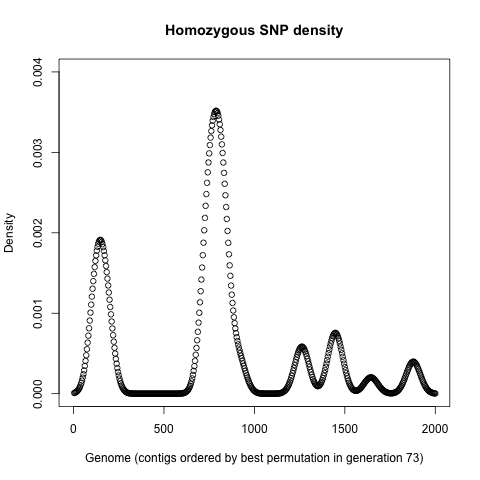 Homozygous SNP density
Density
0.004
0.003
0.002
0.001
0.000
0 500 1000 1500 2000
Genome (contigs ordered by best permutation in generation 73)